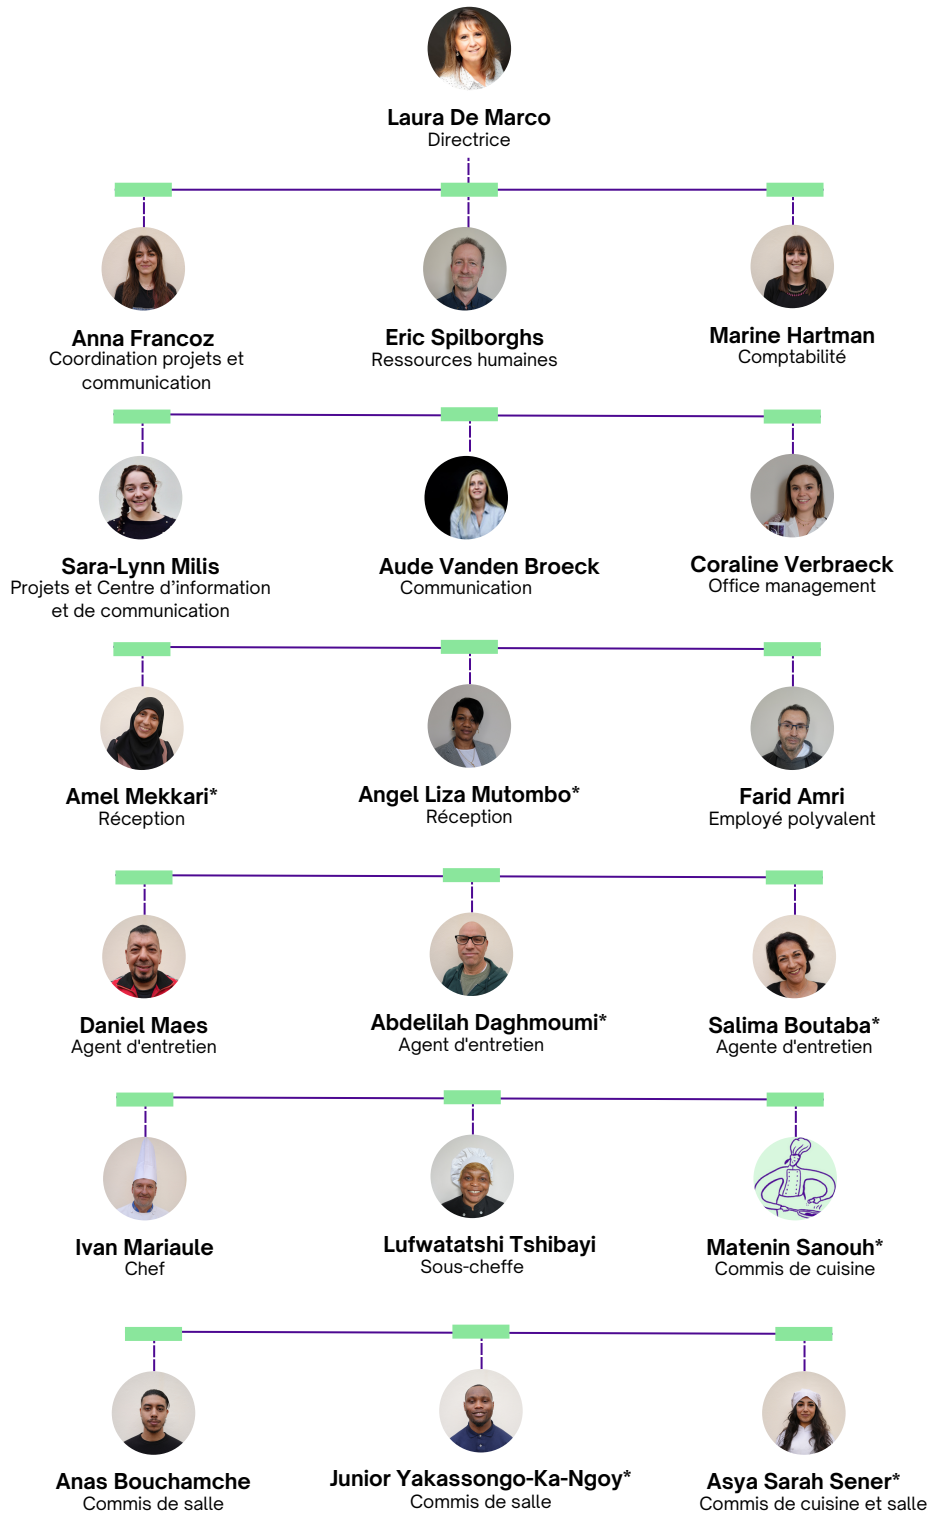 Laura De Marco
Directrice
Anna Francoz
Coordination projets et
communication
Eric Spilborghs
Ressources humaines
Marine Hartman
Comptabilité
Sara-Lynn Milis
Projets et Centre d’information
et de communication
Aude Vanden Broeck
Communication
Coraline Verbraeck
Office management
Amel Mekkari*
Réception
Angel Liza Mutombo*
Réception
Farid Amri
Employé polyvalent
Daniel Maes
Agent d'entretien
Abdelilah Daghmoumi*
Agent d'entretien
Salima Boutaba*
Agente d'entretien
Ivan Mariaule
Chef
Lufwatatshi Tshibayi
Sous-cheffe
Matenin Sanouh*
Commis de cuisine
Anas Bouchamche
Commis de salle
Junior Yakassongo-Ka-Ngoy*
Commis de salle
Asya Sarah Sener*
Commis de cuisine et salle